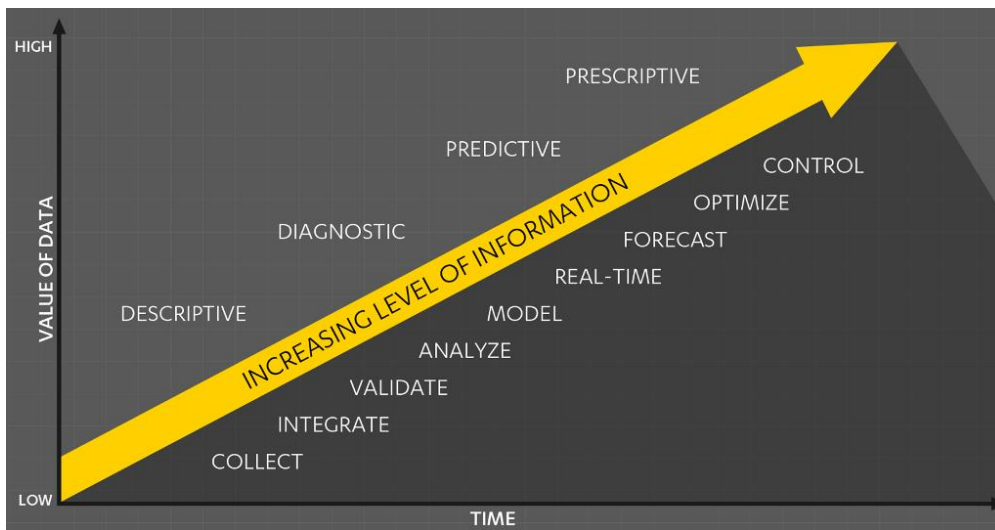 HIGH
PRESCRIPTIVE
PREDICTIVE
CONTROL
OPTIMIZE
DIAGNOSTIC
FORECAST
REAL-TIME
DESCRIPTIVE
MODEL
ANALYZE
VALIDATE
INTEGRATE
COLLECT
INCREASING LEVEL OF INFORMATION
VALUE OF DATA
LOW
TIME